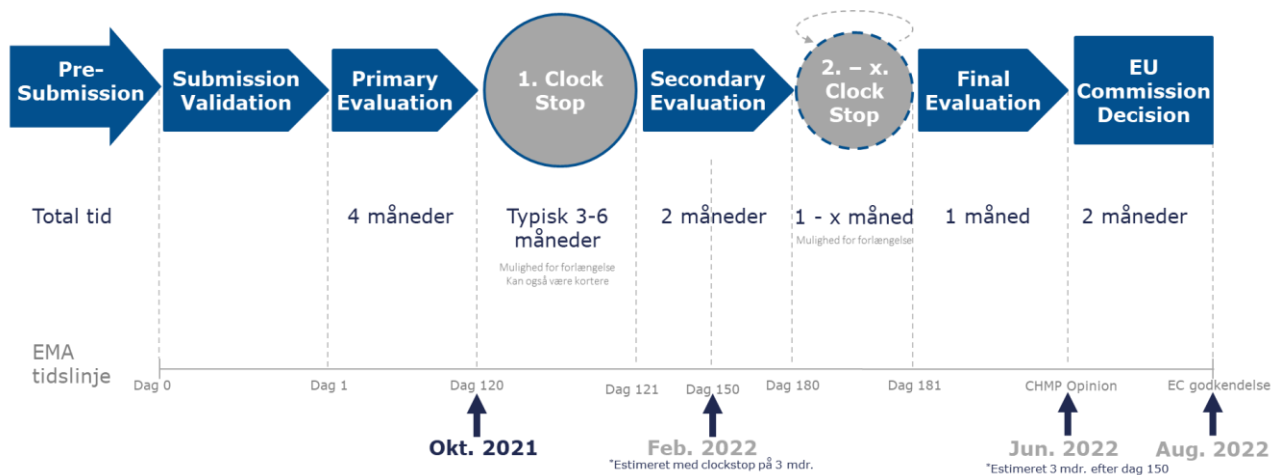 Pre-
Submission
Submission
Validation
Primary
Evaluation
1. Clock
Stop
Secondary
Evaluation
2. – x.
Clock
Stop
Final
Evaluation
EU
Commission
Decision
Total tid
4 måneder
Typisk 3-6
måneder
Mulighed for forlængelse
Kan også være kortere
2 måneder
1 - x måned
Mulighed for forlængelse
1 måned
2 måneder
EMA
tidslinje
Dag 0
Dag 1
Dag 120
Dag 121
Dag 150
Dag 180
Dag 181
CHMP Opinion
EC godkendelse
Okt. 2021
Feb. 2022
*Estimeret med clockstop på 3 mdr.
Jun. 2022
*Estimeret 3 mdr. efter dag 150
Aug. 2022